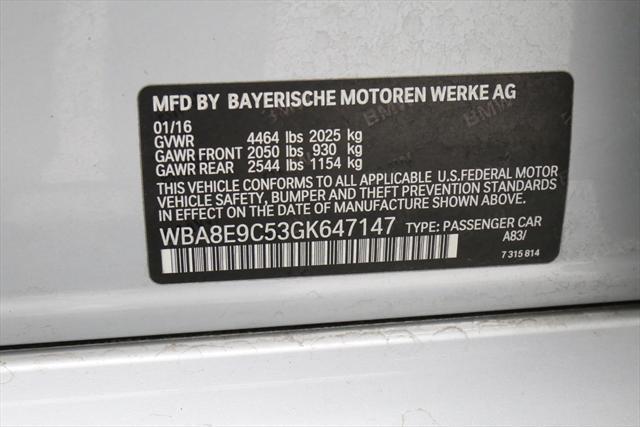 MFD BY BAYERISCHE MOTOREN WERKE AG
01/16
GVWR 4464 lbs 2025 kg
GAWR FRONT 2050 lbs 930 kg
GAWR REAR 2544 lbs 1154 kg
THIS VEHICLE CONFORMS TO ALL APPLICABLE U.S.FEDERAL MOTOR
VEHICLE SAFETY, BUMPER, AND THEFT PREVENTION STANDARDS
IN EFFECT ON THE DATE OF MANUFACTURE SHOWN ABOVE.
WBA8E9C53GK647147 TYPE: PASSENGER CAR
A83/
7 315 814